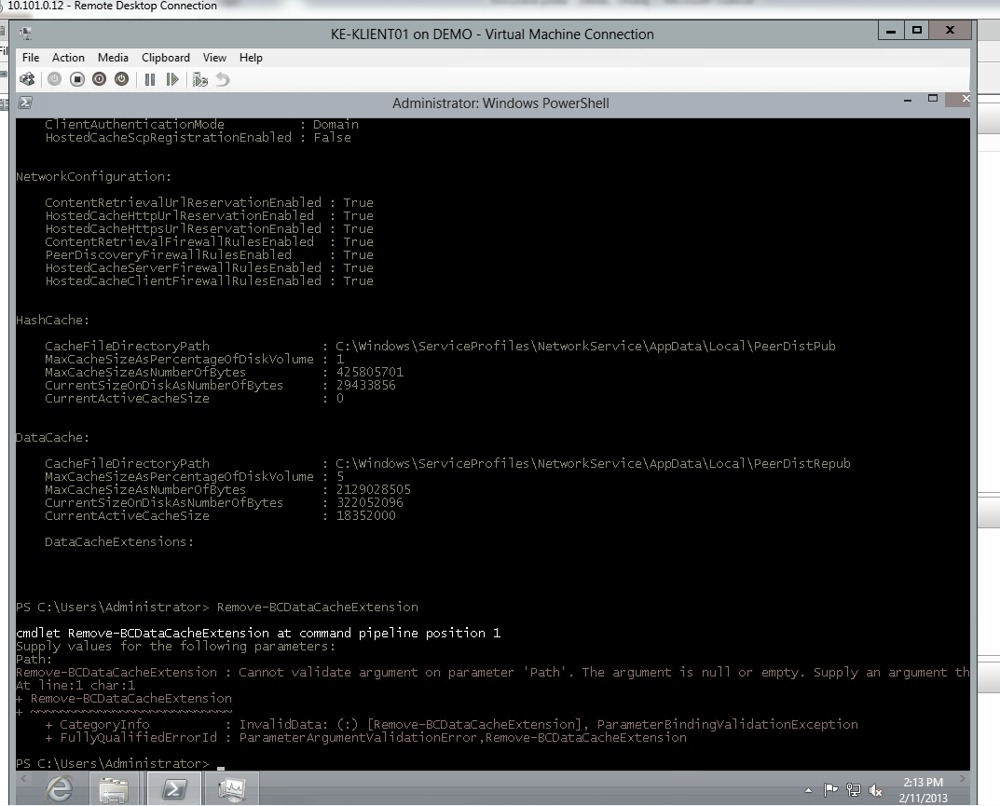 10.101.0.12 - Remote Desktop Connection
KE-KLIENT01 on DEMO - Virtual Machine Connection
File Action Media Clipboard View Help
Administrator: Windows PowerShell
ClientAuthenticationMode : Domain
HostedCacheScpRegistrationEnabled : False
NetworkConfiguration:
ContentRetrievalUrlReservationEnabled : True
HostedCacheHttpUrlReservationEnabled : True
HostedCacheHttpsUrlReservationEnabled : True
ContentRetrievalFirewallRulesEnabled : True
PeerDiscoveryFirewallRulesEnabled : True
HostedCacheServerFirewallRulesEnabled : True
HostedCacheClientFirewallRulesEnabled : True
HashCache:
CacheFileDirectoryPath : C:\Windows\ServiceProfiles\NetworkService\AppData\Local\PeerDistPub
MaxCacheSizeAsPercentageOfDiskVolume : 1
MaxCacheSizeAsNumberOfBytes : 425805701
CurrentSizeOnDiskAsNumberOfBytes : 29433856
CurrentActiveCacheSize : 0
DataCache:
CacheFileDirectoryPath : C:\Windows\ServiceProfiles\NetworkService\AppData\Local\PeerDistRepub
MaxCacheSizeAsPercentageOfDiskVolume : 5
MaxCacheSizeAsNumberOfBytes : 2129028505
CurrentSizeOnDiskAsNumberOfBytes : 322052096
CurrentActiveCacheSize : 18352000
DataCacheExtensions:
PS C:\Users\Administrator> Remove-BCDataCacheExtension
cmdlet Remove-BCDataCacheExtension at command pipeline position 1
Supply values for the following parameters:
Path:
Remove-BCDataCacheExtension : Cannot validate argument on parameter 'Path'. The argument is null or empty. Supply an argument th
At line:1 char:1
+ Remove-BCDataCacheExtension
+ ~~~~~~~~~~~~~~~~~~~~~~~~~~~
+ CategoryInfo : InvalidData: (:) [Remove-BCDataCacheExtension], ParameterBindingValidationException
+ FullyQualifiedErrorId : ParameterArgumentValidationError,Remove-BCDataCacheExtension
PS C:\Users\Administrator> _
2:13 PM
2/11/2013